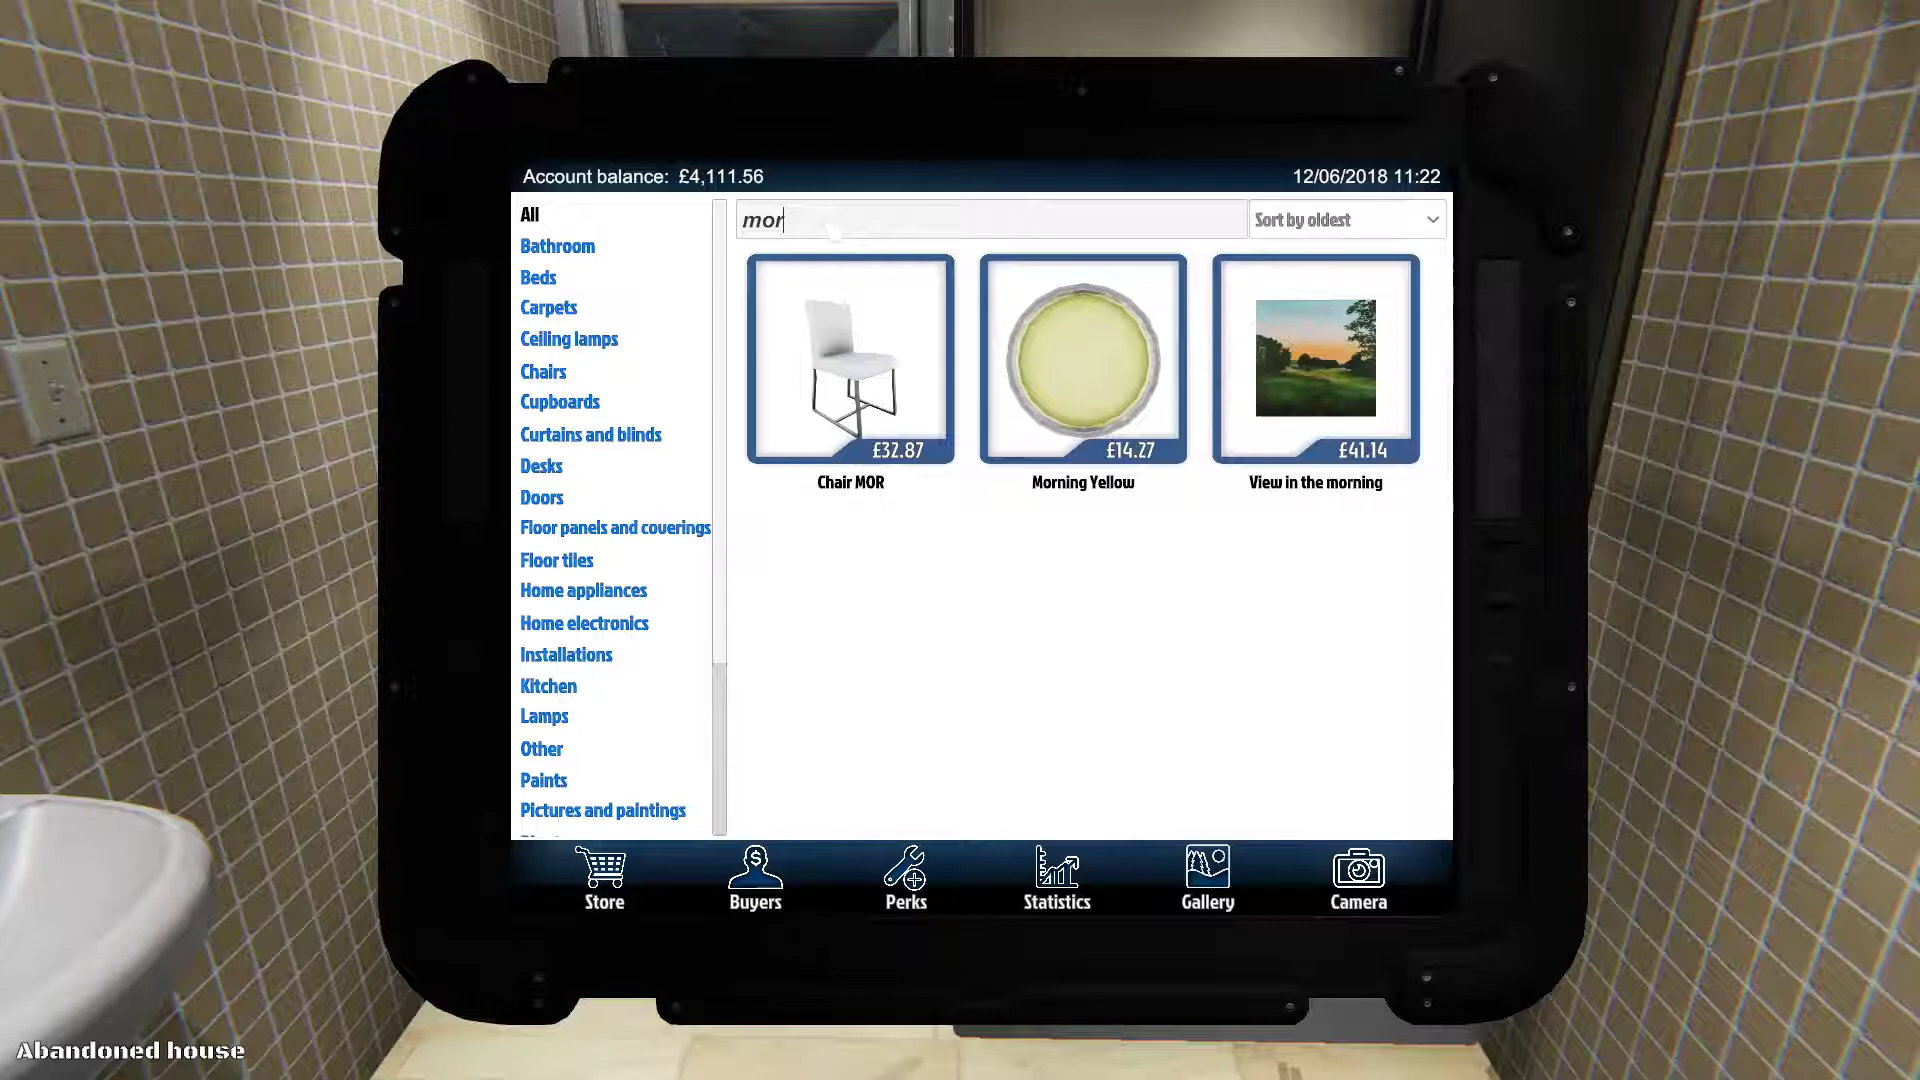 Account balance: £4,111.56
12/06/2018 11:22
All
Bathroom
Beds
Carpets
Ceiling lamps
Chairs
Cupboards
Curtains and blinds
Desks
Doors
Floor panels and coverings
Floor tiles
Home appliances
Home electronics
Installations
Kitchen
Lamps
Other
Paints
Pictures and paintings
mor
Sort by oldest
£32.87
£14.27
£41.14
Chair MOR
Morning Yellow
View in the morning
Store
Buyers
Perks
Statistics
Gallery
Camera
Abandoned house